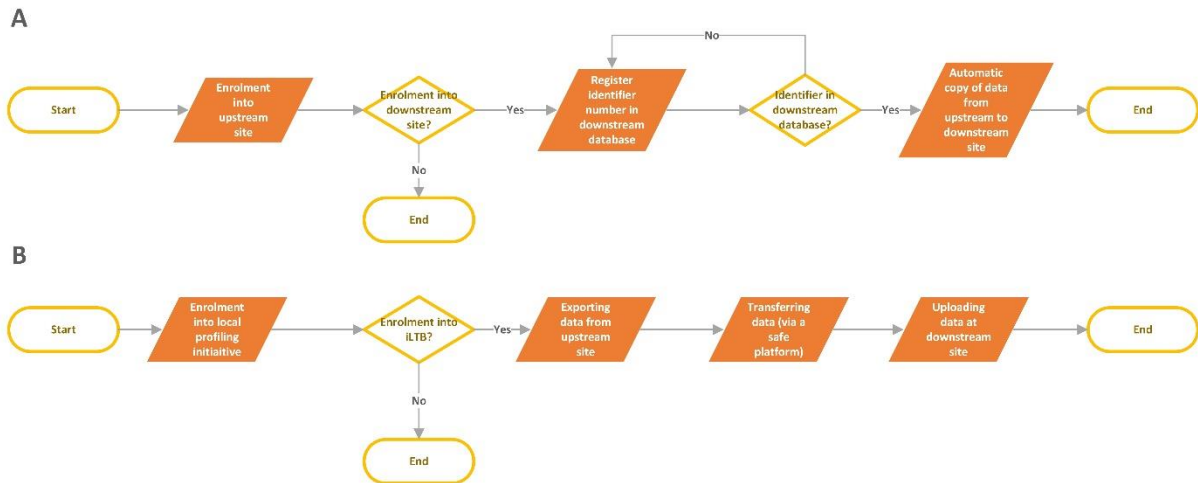 A
No
Start
Enrolment
into
upstream
site
Enrolment into
downstream
site?
Yes
Register
identifier
number in
downstream
database
Identifier in
downstream
database?
Yes
Automatic
copy of data
from
upstream to
downstream
site
End
No
End
B
Start
Enrolment
into local
profiling
initiaitive
Enrolment into
iLTB?
Yes
Exporting
data from
upstream
site
Transferring
data (via a
safe
platform)
Uploading
data at
downstream
site
End
No
End